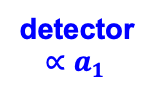 detector
∝ a₁